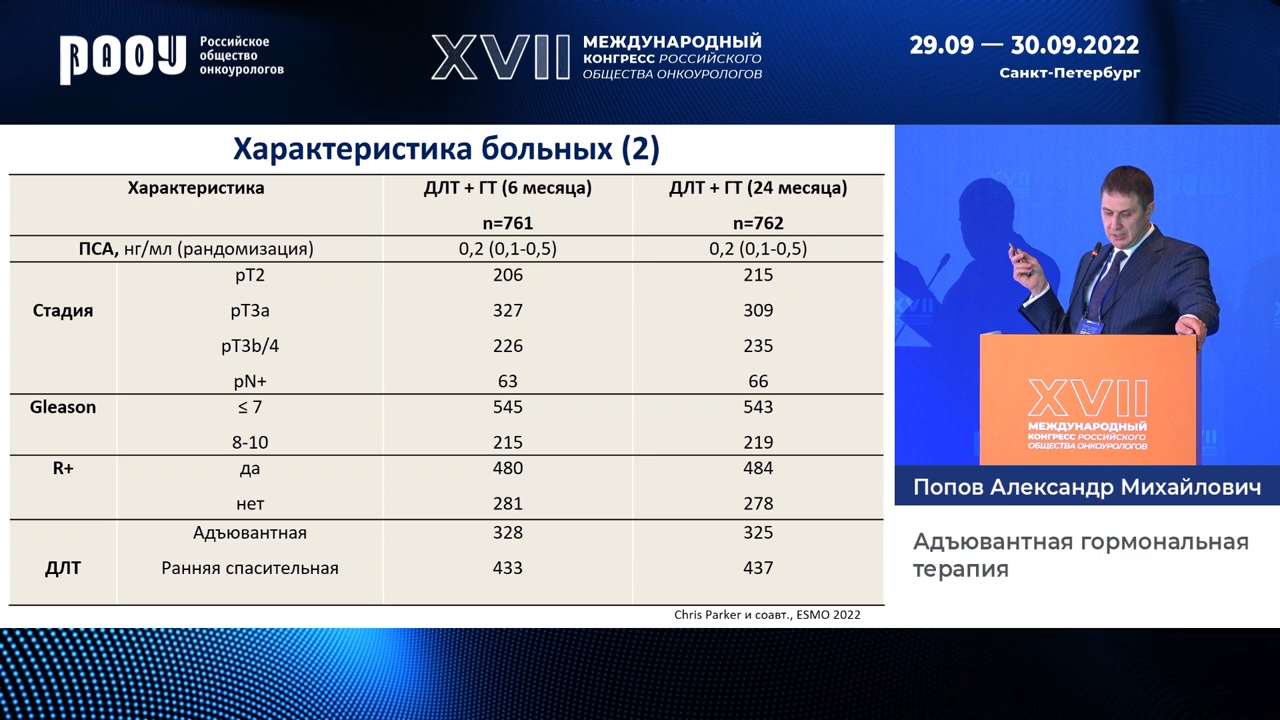 РАОУ
Российское
общество
онкоурологов
XVII
МЕЖДУНАРОДНЫЙ
КОНГРЕСС РОССИЙСКОГО
ОБЩЕСТВА ОНКОУРОЛОГОВ
29.09 — 30.09.2022
Санкт-Петербург
Характеристика больных (2)
Характеристика ДЛТ + ГТ (6 месяца) ДЛТ + ГТ (24 месяца)
n=761 n=762
ПСА, нг/мл (рандомизация) 0,2 (0,1-0,5) 0,2 (0,1-0,5)
pT2 206 215
Стадия pT3a 327 309
pT3b/4 226 235
pN+ 63 66
Gleason ≤ 7 545 543
8-10 215 219
R+ да 480 484
нет 281 278
Адъювантная 328 325
ДЛТ Ранняя спасительная 433 437
Chris Parker и соавт., ESMO 2022
XVII
МЕЖДУНАРОДНЫЙ
КОНГРЕСС РОССИЙСКОГО
ОБЩЕСТВА ОНКОУРОЛОГОВ
Попов Александр Михайлович
Адъювантная гормональная
терапия